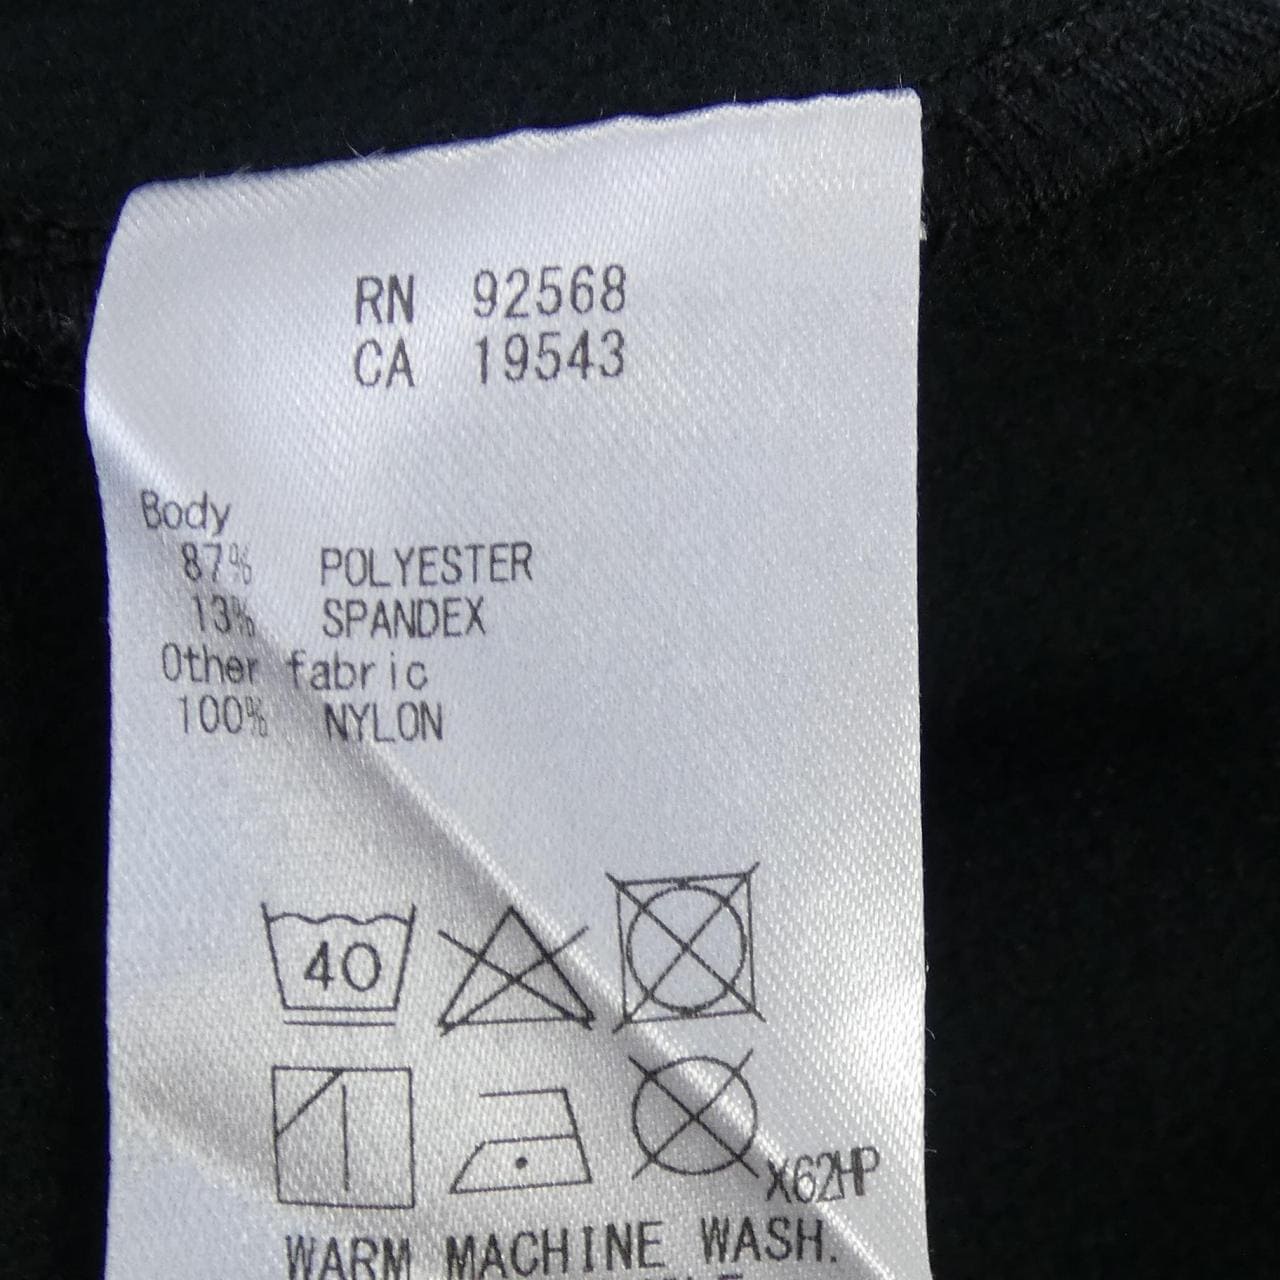 RN 92568
CA 19543
Body
87% POLYESTER
13% SPANDEX
Other fabric
100% NYLON
40
X62HP
WARM MACHINE WASH.